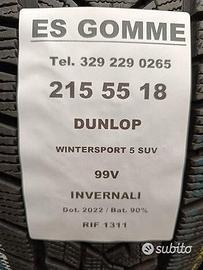 ES GOMME
Tel. 329 229 0265
215 55 18
DUNLOP
WINTERSPORT 5 SUV
99V
INVERNALI
Dot. 2022 / Bat. 90%
RIF 1311
subito